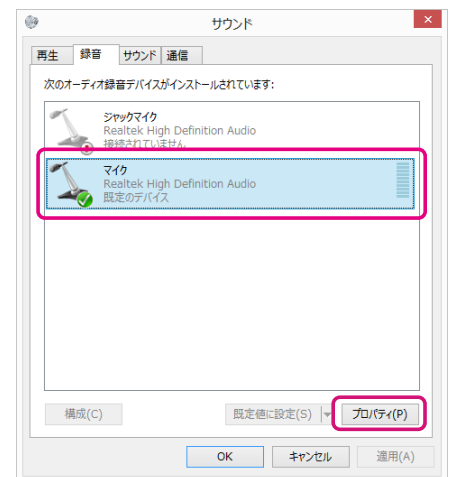 サウンド
再生 録音 サウンド 通信
次のオーディオ録音デバイスがインストールされています:
ジャックマイク
Realtek High Definition Audio
接続されていません
マイク
Realtek High Definition Audio
既定のデバイス
構成(C) 既定値に設定(S) プロパティ(P)
OK キャンセル 適用(A)